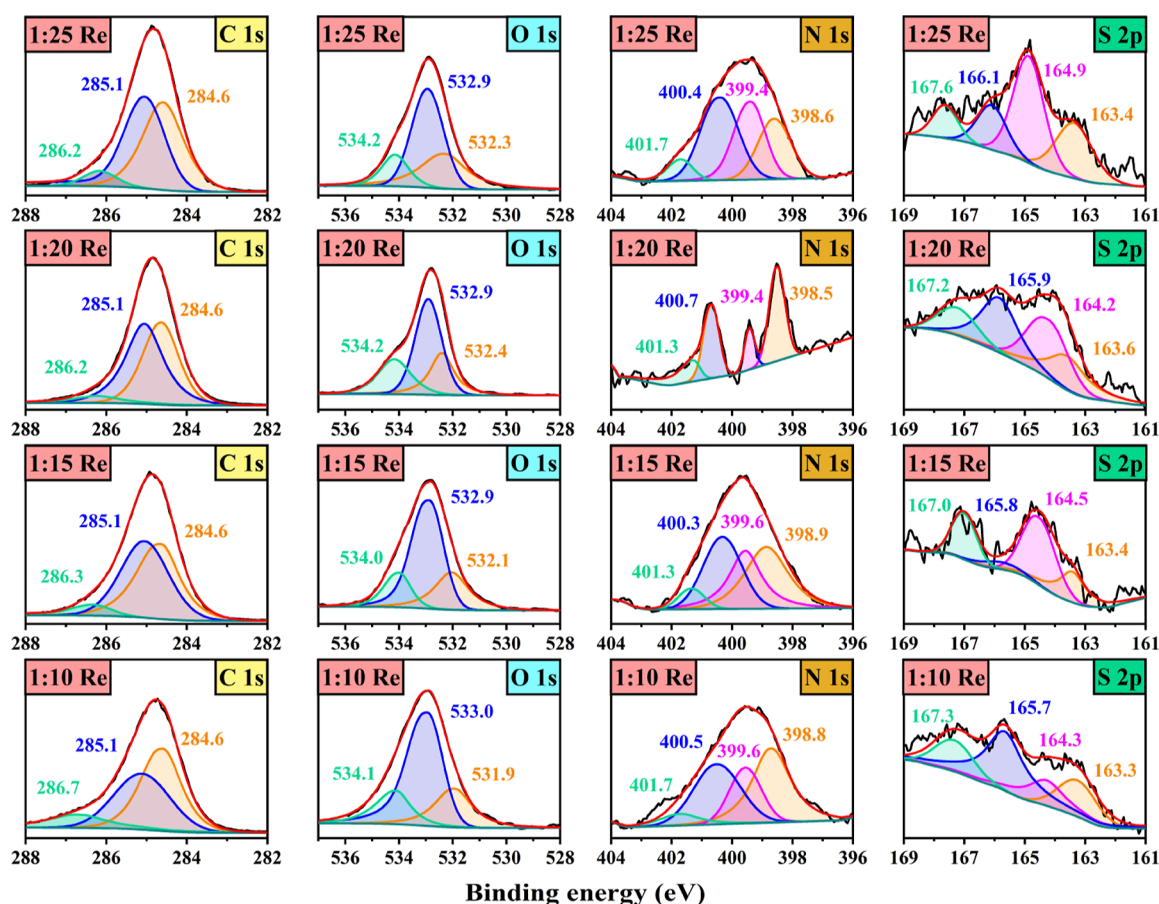 1:25 Re C 1s 1:25 Re O 1s 1:25 Re N 1s 1:25 Re S 2p
285.1 284.6 286.2
532.9 534.2 532.3
400.4 399.4 398.6 401.7
167.6 166.1 164.9 163.4
288 286 284 282 536 534 532 530 528 404 402 400 398 396 169 167 165 163 161
1:20 Re C 1s 1:20 Re O 1s 1:20 Re N 1s 1:20 Re S 2p
285.1 284.6 286.2
532.9 534.2 532.4
400.7 399.4 398.5 401.3
167.2 165.9 164.2 163.6
288 286 284 282 536 534 532 530 528 404 402 400 398 396 169 167 165 163 161
1:15 Re C 1s 1:15 Re O 1s 1:15 Re N 1s 1:15 Re S 2p
285.1 284.6 286.3
532.9 534.0 532.1
400.3 399.6 398.9 401.3
167.0 165.8 164.5 163.4
288 286 284 282 536 534 532 530 528 404 402 400 398 396 169 167 165 163 161
1:10 Re C 1s 1:10 Re O 1s 1:10 Re N 1s 1:10 Re S 2p
285.1 284.6 286.7
533.0 534.1 531.9
400.5 399.6 398.8 401.7
167.3 165.7 164.3 163.3
288 286 284 282 536 534 532 530 528 404 402 400 398 396 169 167 165 163 161
Binding energy (eV)